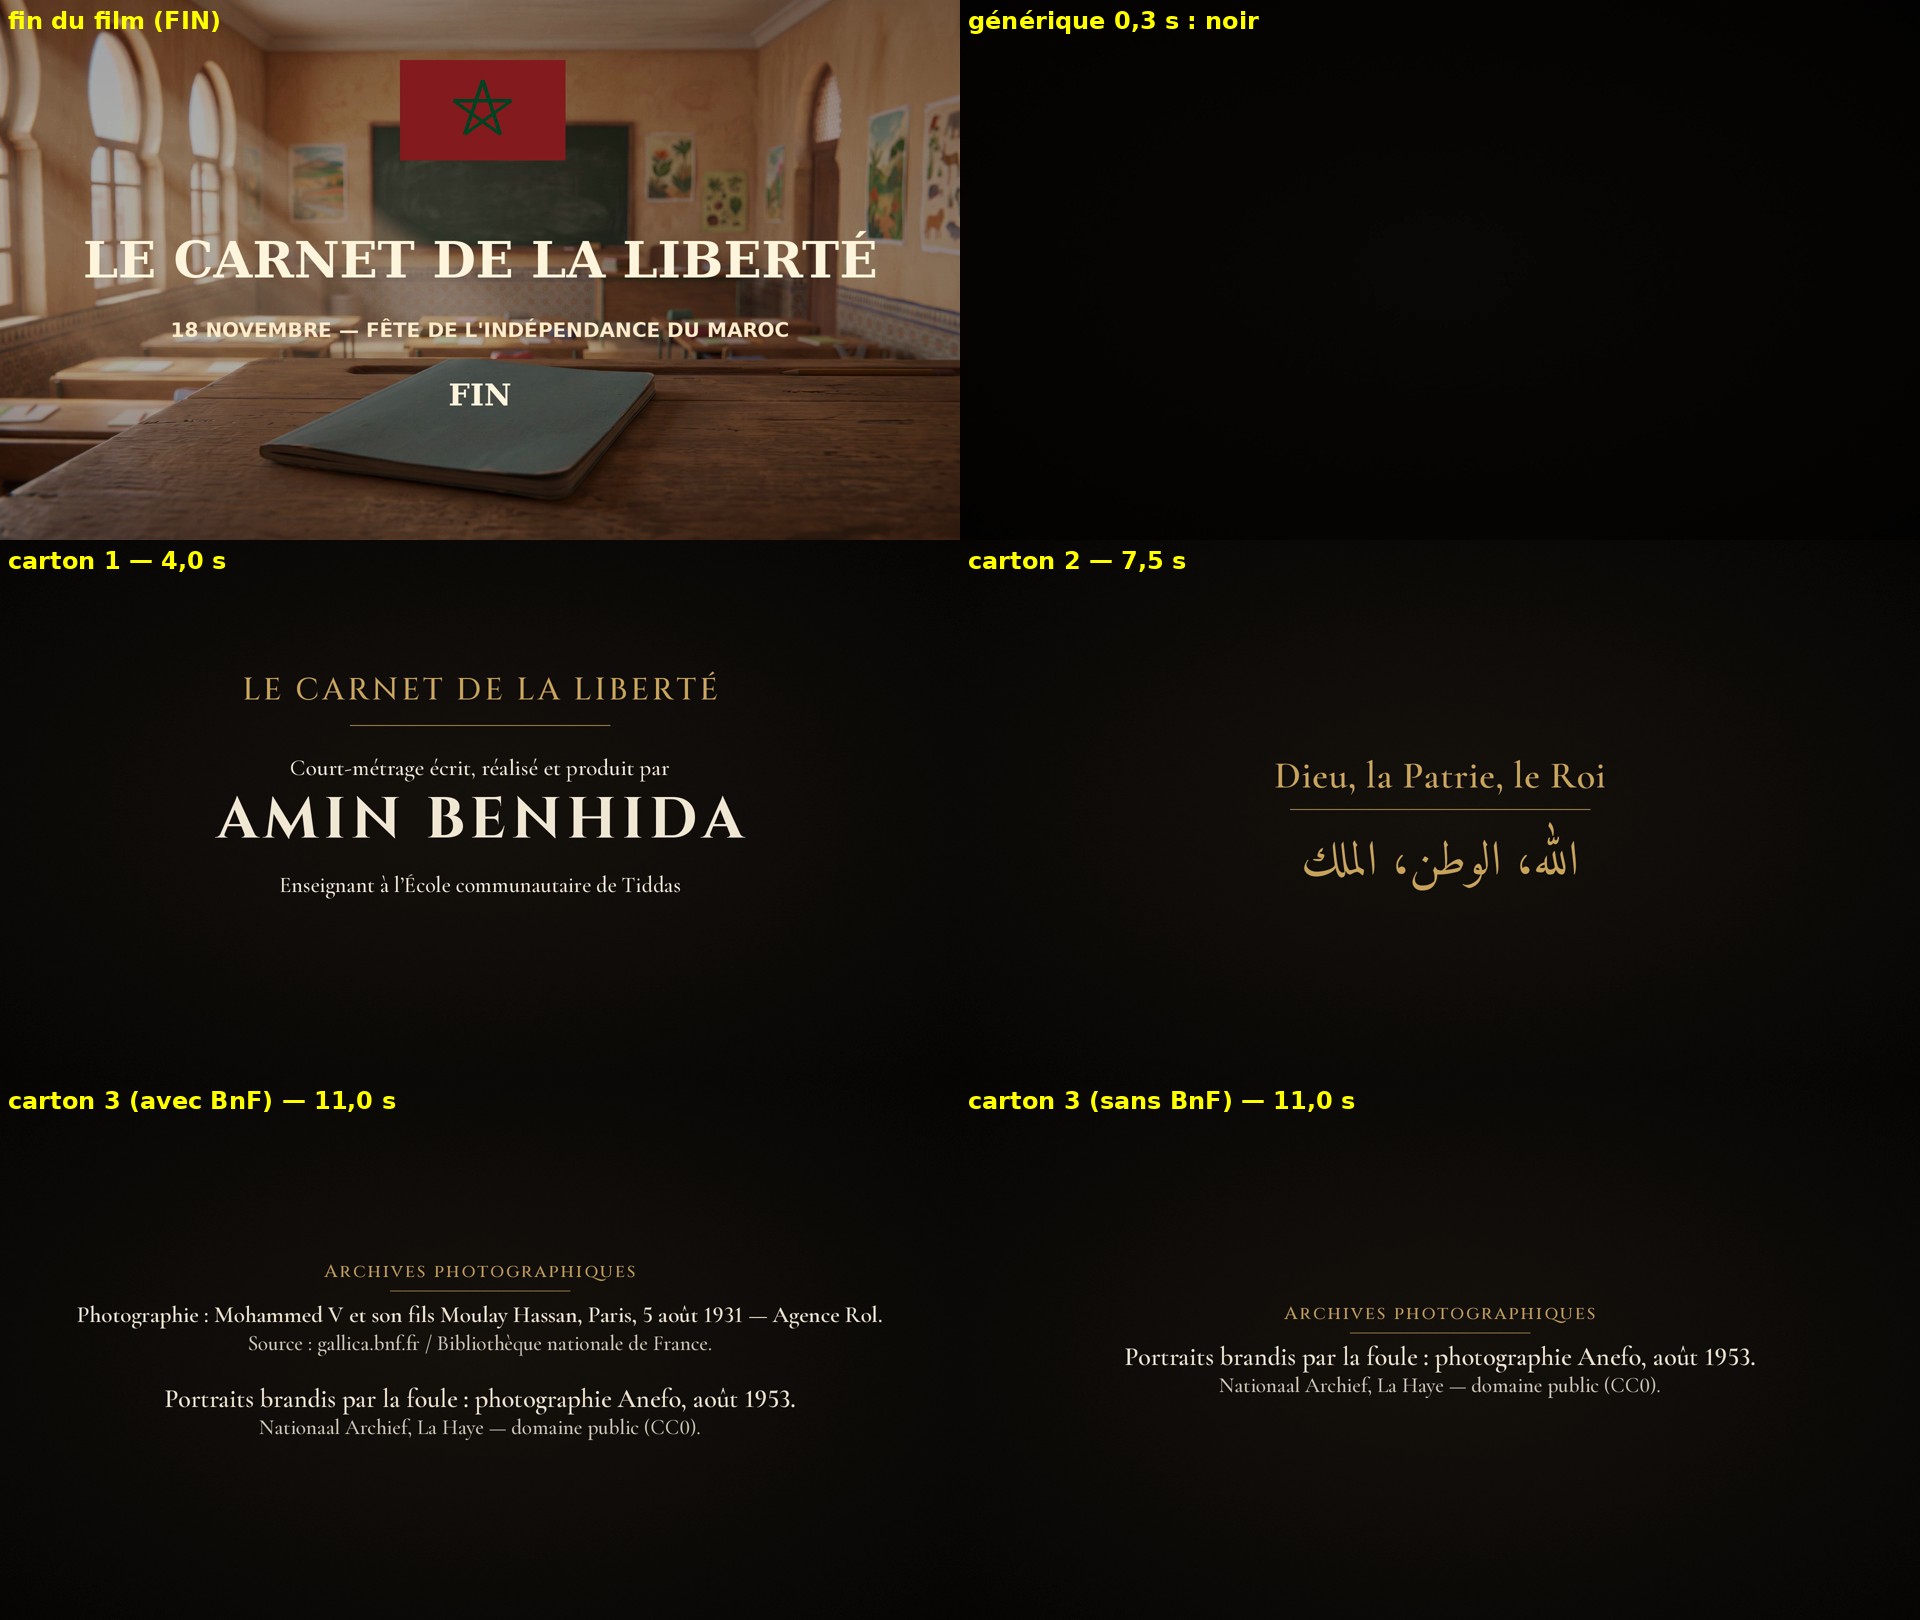 fin du film (FIN)
LE CARNET DE LA LIBERTÉ
18 NOVEMBRE — FÊTE DE L'INDÉPENDANCE DU MAROC
FIN
générique 0,3 s : noir
carton 1 — 4,0 s
LE CARNET DE LA LIBERTÉ
Court-métrage écrit, réalisé et produit par
AMIN BENHIDA
Enseignant à l’École communautaire de Tiddas
carton 2 — 7,5 s
Dieu, la Patrie, le Roi
الله، الوطن، الملك
carton 3 (avec BnF) — 11,0 s
ARCHIVES PHOTOGRAPHIQUES
Photographie : Mohammed V et son fils Moulay Hassan, Paris, 5 août 1931 — Agence Rol.
Source : gallica.bnf.fr / Bibliothèque nationale de France.
Portraits brandis par la foule : photographie Anefo, août 1953.
Nationaal Archief, La Haye — domaine public (CC0).
carton 3 (sans BnF) — 11,0 s
ARCHIVES PHOTOGRAPHIQUES
Portraits brandis par la foule : photographie Anefo, août 1953.
Nationaal Archief, La Haye — domaine public (CC0).